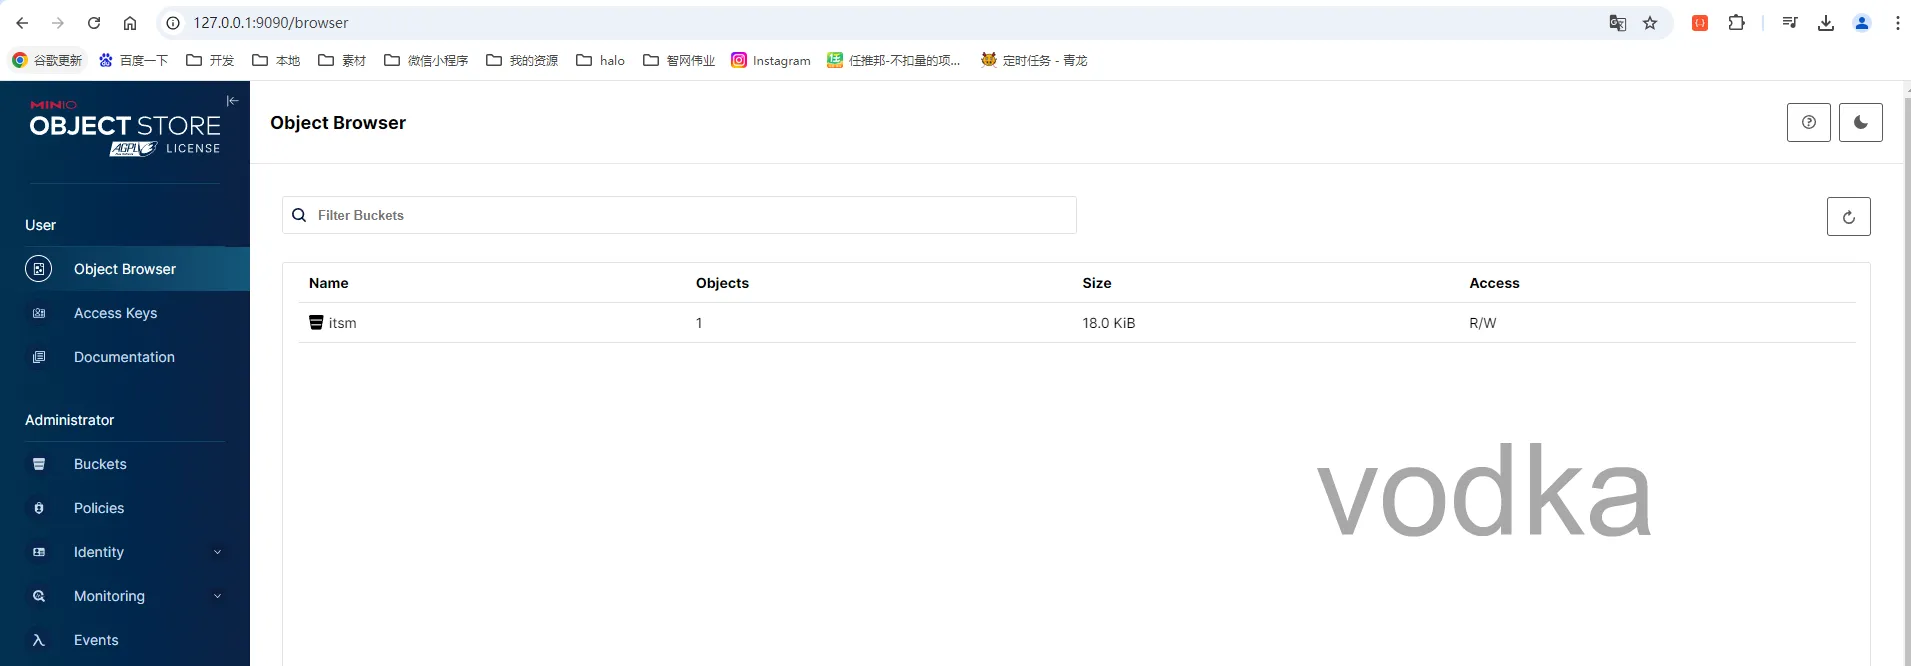 127.0.0.1:9090/browser
谷歌更新 百度一下 开发 本地 素材 微信小程序 我的资源 halo 智网伟业 Instagram 任推邦-不扣量的项... 定时任务 - 青龙
MINIO
OBJECT STORE
AGPLv3 LICENSE
User
Object Browser
Access Keys
Documentation
Administrator
Buckets
Policies
Identity
Monitoring
Events
Object Browser
Filter Buckets
Name Objects Size Access
itsm 1 18.0 KiB R/W
vodka